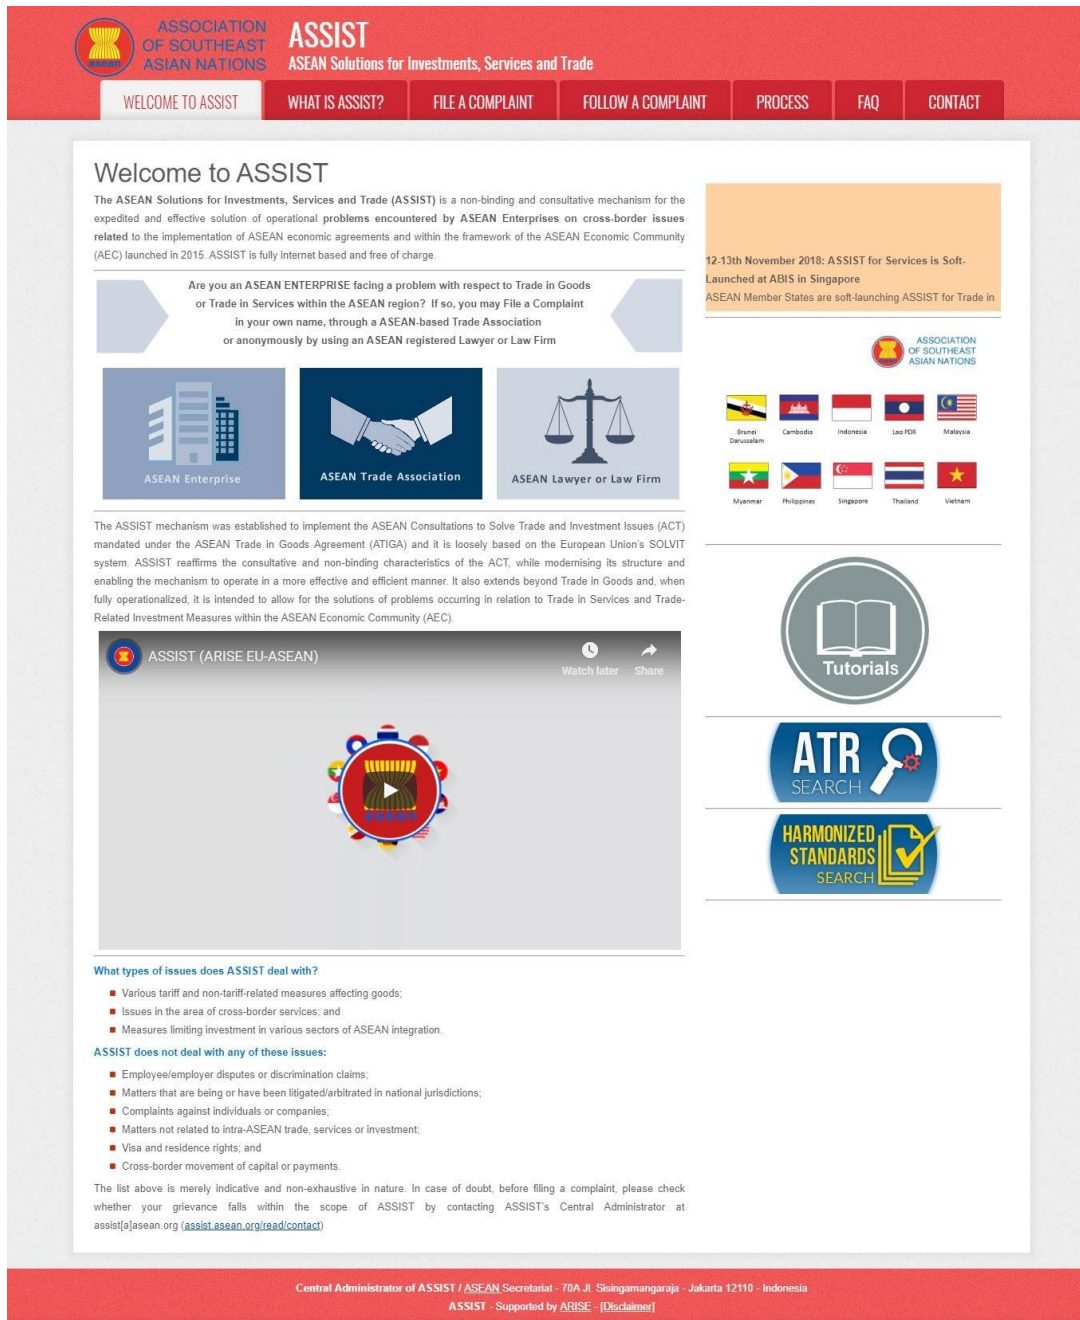 ASSOCIATION
OF SOUTHEAST
ASIAN NATIONS
asean
ASSIST
ASEAN Solutions for Investments, Services and Trade
WELCOME TO ASSIST
WHAT IS ASSIST?
FILE A COMPLAINT
FOLLOW A COMPLAINT
PROCESS
FAQ
CONTACT
Welcome to ASSIST
The ASEAN Solutions for Investments, Services and Trade (ASSIST) is a non-binding and consultative mechanism for the
expedited and effective solution of operational problems encountered by ASEAN Enterprises on cross-border issues
related to the implementation of ASEAN economic agreements and within the framework of the ASEAN Economic Community
(AEC) launched in 2015. ASSIST is fully internet based and free of charge.
Are you an ASEAN ENTERPRISE facing a problem with respect to Trade in Goods
or Trade in Services within the ASEAN region? If so, you may File a Complaint
in your own name, through a ASEAN-based Trade Association
or anonymously by using an ASEAN registered Lawyer or Law Firm
ASEAN Enterprise
ASEAN Trade Association
ASEAN Lawyer or Law Firm
The ASSIST mechanism was established to implement the ASEAN Consultations to Solve Trade and Investment Issues (ACT)
mandated under the ASEAN Trade in Goods Agreement (ATIGA) and it is loosely based on the European Union's SOLVIT
system. ASSIST reaffirms the consultative and non-binding characteristics of the ACT, while modernising its structure and
enabling the mechanism to operate in a more effective and efficient manner. It also extends beyond Trade in Goods and, when
fully operationalized, it is intended to allow for the solutions of problems occurring in relation to Trade in Services and Trade-
Related Investment Measures within the ASEAN Economic Community (AEC).
ASSIST (ARISE EU-ASEAN)
Watch later
Share
asean
What types of issues does ASSIST deal with?
Various tariff and non-tariff-related measures affecting goods;
Issues in the area of cross-border services; and
Measures limiting investment in various sectors of ASEAN integration.
ASSIST does not deal with any of these issues:
Employee/employer disputes or discrimination claims;
Matters that are being or have been litigated/arbitrated in national jurisdictions;
Complaints against individuals or companies;
Matters not related to intra-ASEAN trade, services or investment;
Visa and residence rights; and
Cross-border movement of capital or payments.
The list above is merely indicative and non-exhaustive in nature. In case of doubt, before filing a complaint, please check
whether your grievance falls within the scope of ASSIST by contacting ASSIST's Central Administrator at
assist[a]asean.org (assist.asean.org/read/contact)
12-13th November 2018: ASSIST for Services is Soft-
Launched at ABIS in Singapore
ASEAN Member States are soft-launching ASSIST for Trade in
ASSOCIATION
OF SOUTHEAST
ASIAN NATIONS
Brunei
Darussalam
Cambodia
Indonesia
Lao PDR
Malaysia
Myanmar
Philippines
Singapore
Thailand
Vietnam
Tutorials
ATR
SEARCH
HARMONIZED
STANDARDS
SEARCH
Central Administrator of ASSIST / ASEAN Secretariat - 70A Jl. Sisingamangaraja - Jakarta 12110 - Indonesia
ASSIST - Supported by ARISE - [Disclaimer]